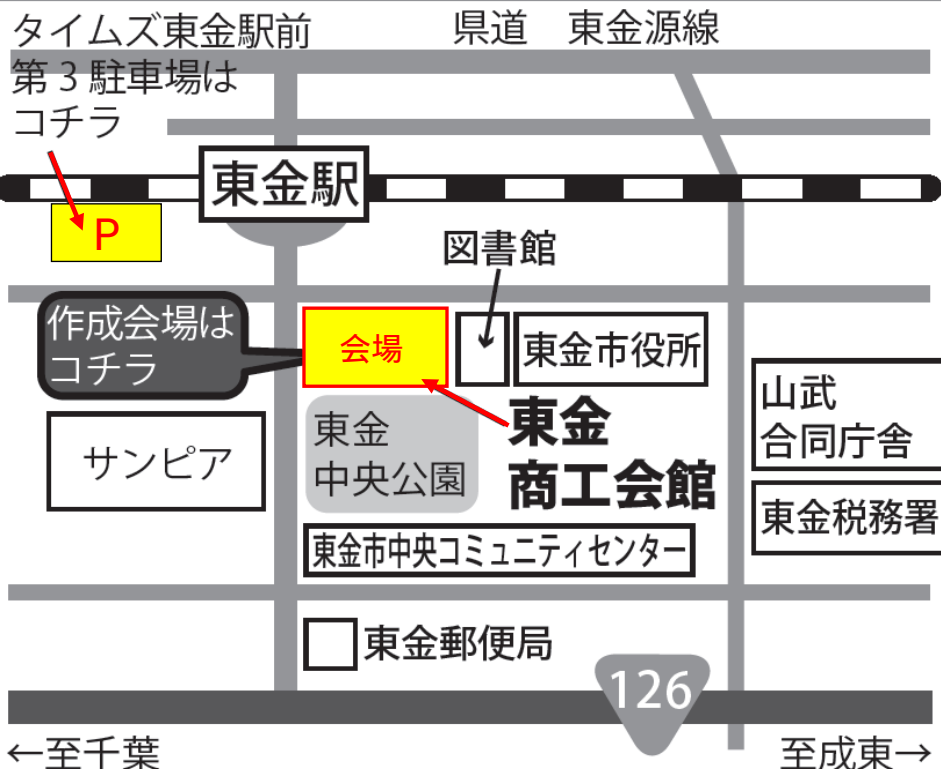 タイムズ東金駅前
第3駐車場は
コチラ
県道 東金源線
東金駅
P
図書館
作成会場は
コチラ
会場
東金市役所
東金
商工会館
山武
合同庁舎
サンピア
東金
中央公園
東金税務署
東金市中央コミュニティセンター
東金郵便局
126
←至千葉
至成東→